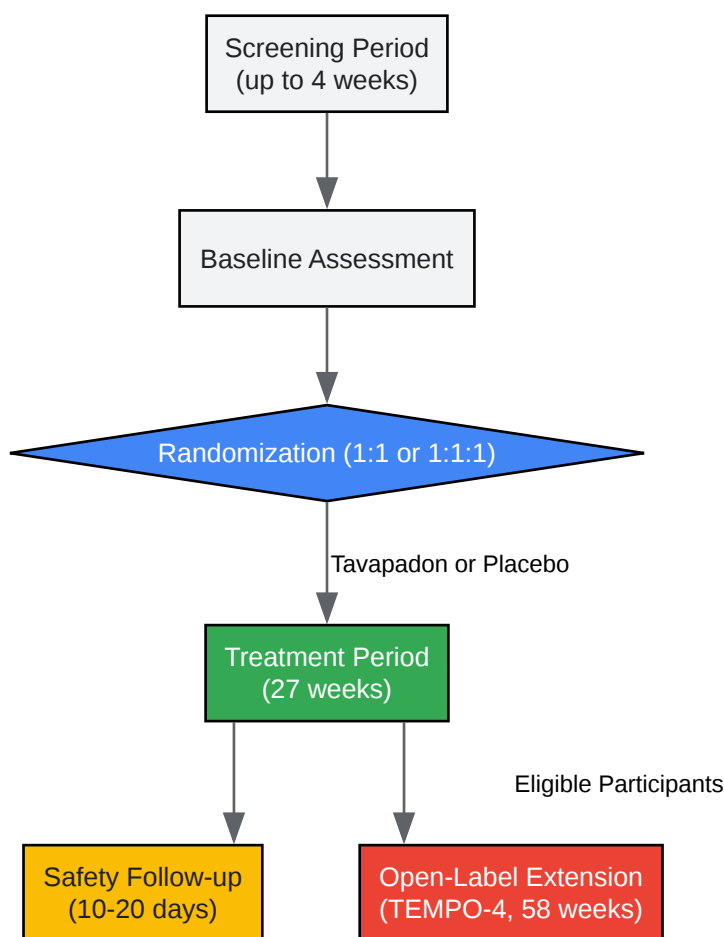 Screening Period
(up to 4 weeks)
Baseline Assessment
Randomization (1:1 or 1:1:1)
Tavapadon or Placebo
Treatment Period
(27 weeks)
Eligible Participants
Safety Follow-up
(10-20 days)
Open-Label Extension
(TEMPO-4, 58 weeks)